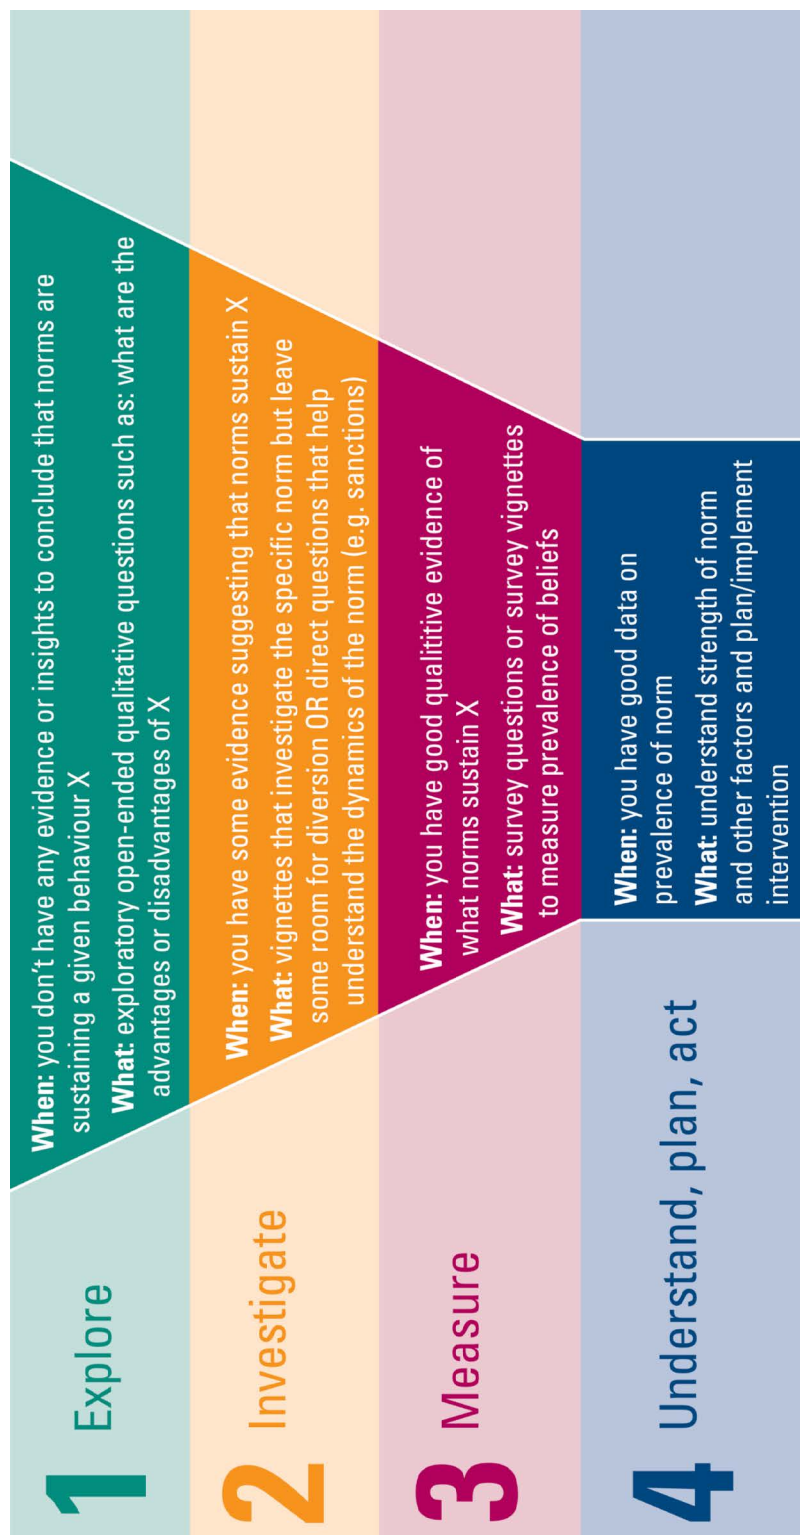 1 Explore
When: you don't have any evidence or insights to conclude that norms are
sustaining a given behaviour X
What: exploratory open-ended qualitative questions such as: what are the
advantages or disadvantages of X
2 Investigate
When: you have some evidence suggesting that norms sustain X
What: vignettes that investigate the specific norm but leave
some room for diversion OR direct questions that help
understand the dynamics of the norm (e.g. sanctions)
3 Measure
When: you have good qualititive evidence of
what norms sustain X
What: survey questions or survey vignettes
to measure prevalence of beliefs
4 Understand, plan, act
When: you have good data on
prevalence of norm
What: understand strength of norm
and other factors and plan/implement
intervention